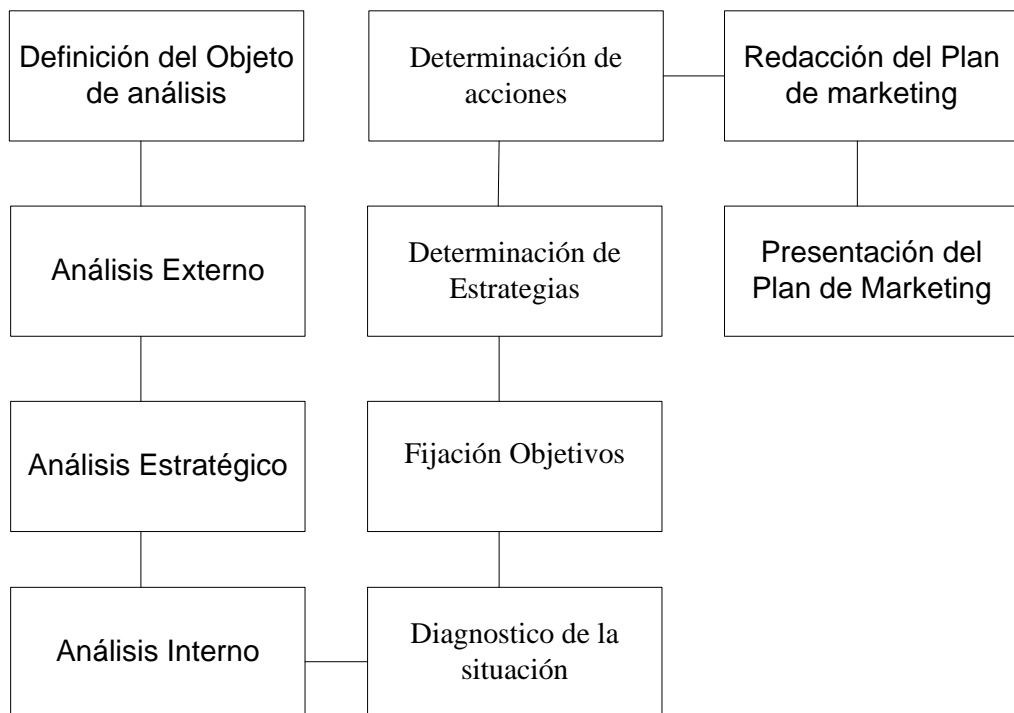 Definición del Objeto
de análisis
Análisis Externo
Análisis Estratégico
Análisis Interno
Diagnostico de la
situación
Fijación Objetivos
Determinación de
Estrategias
Determinación de
acciones
Redacción del Plan
de marketing
Presentación del
Plan de Marketing